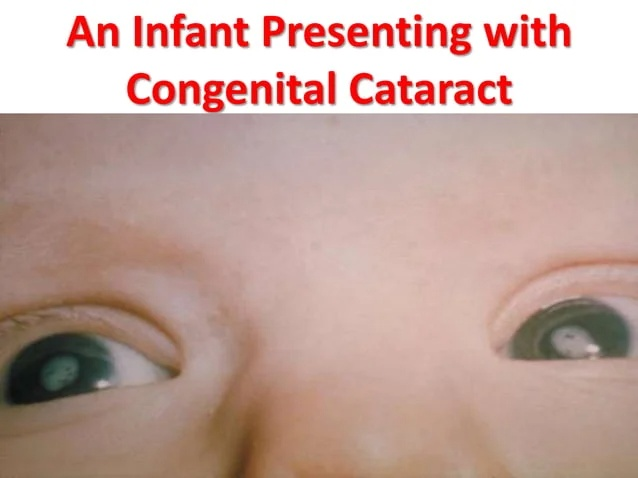 An Infant Presenting with
Congenital Cataract